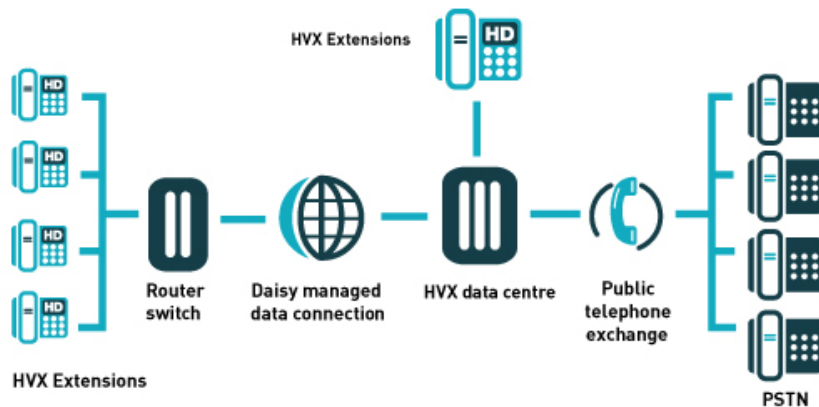 HVX Extensions
HD
HD
HD
HD
HD
Router
switch
Daisy managed
data connection
HVX data centre
Public
telephone
exchange
HVX Extensions
PSTN